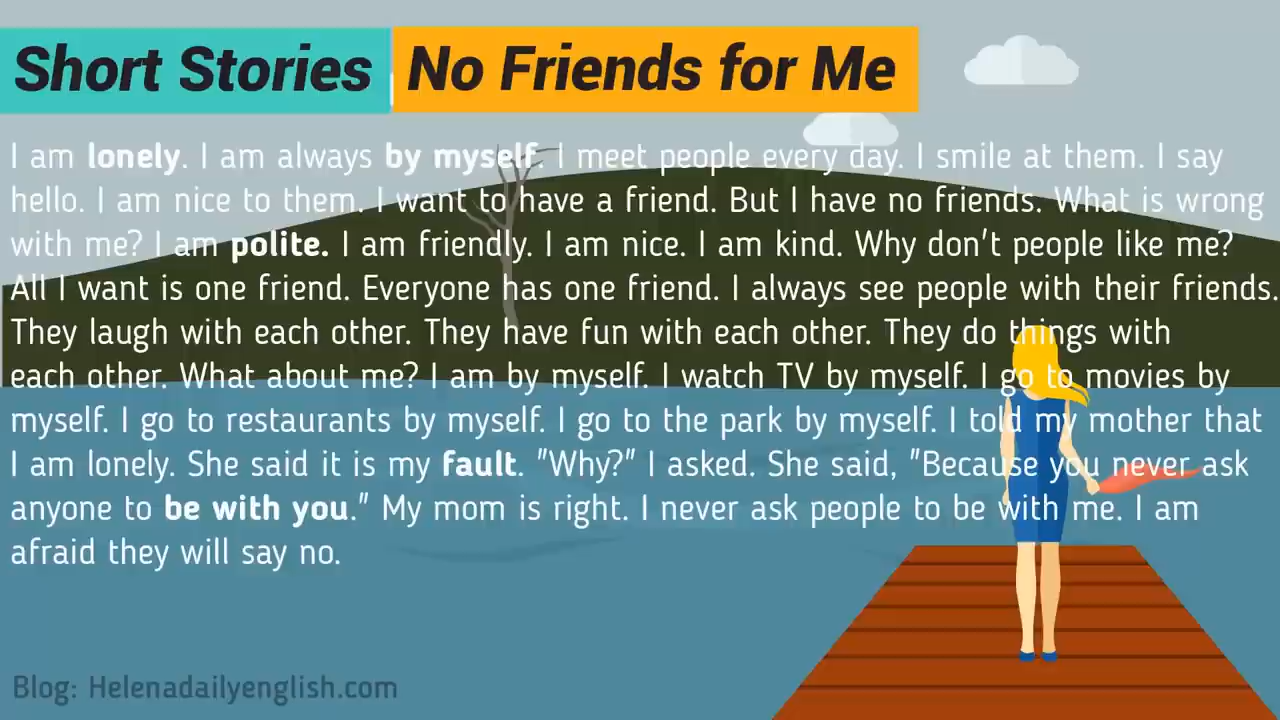 Short Stories No Friends for Me
I am lonely. I am always by myself. I meet people every day. I smile at them. I say
hello. I am nice to them. I want to have a friend. But I have no friends. What is wrong
with me? I am polite. I am friendly. I am nice. I am kind. Why don't people like me?
All I want is one friend. Everyone has one friend. I always see people with their friends.
They laugh with each other. They have fun with each other. They do things with
each other. What about me? I am by myself. I watch TV by myself. I go to movies by
myself. I go to restaurants by myself. I go to the park by myself. I told my mother that
I am lonely. She said it is my fault. "Why?" I asked. She said, "Because you never ask
anyone to be with you." My mom is right. I never ask people to be with me. I am
afraid they will say no.
Blog: Helenadailyenglish.com